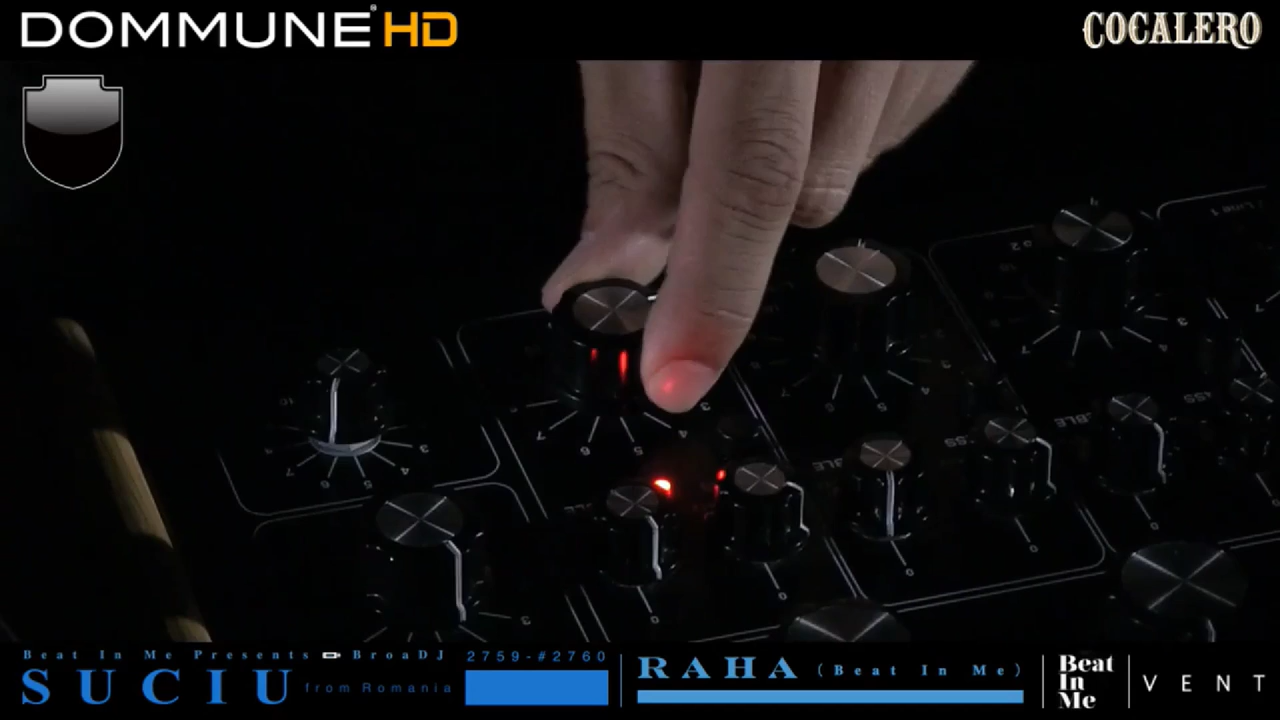 DOMMUNE® HD
COCALERO
Beat In Me Presents BroaDJ 2759-#2760
SUCIU from Romania
RAHA (Beat In Me)
Beat
In
Me
VENT